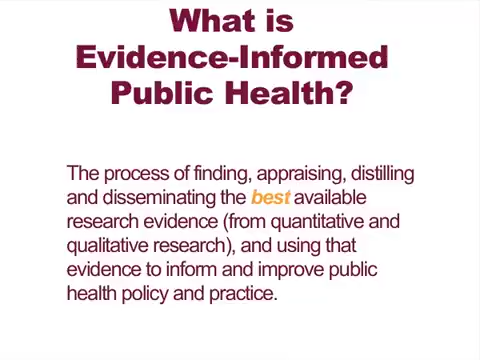 What is
Evidence-Informed
Public Health?
The process of finding, appraising, distilling
and disseminating the best available
research evidence (from quantitative and
qualitative research), and using that
evidence to inform and improve public
health policy and practice.